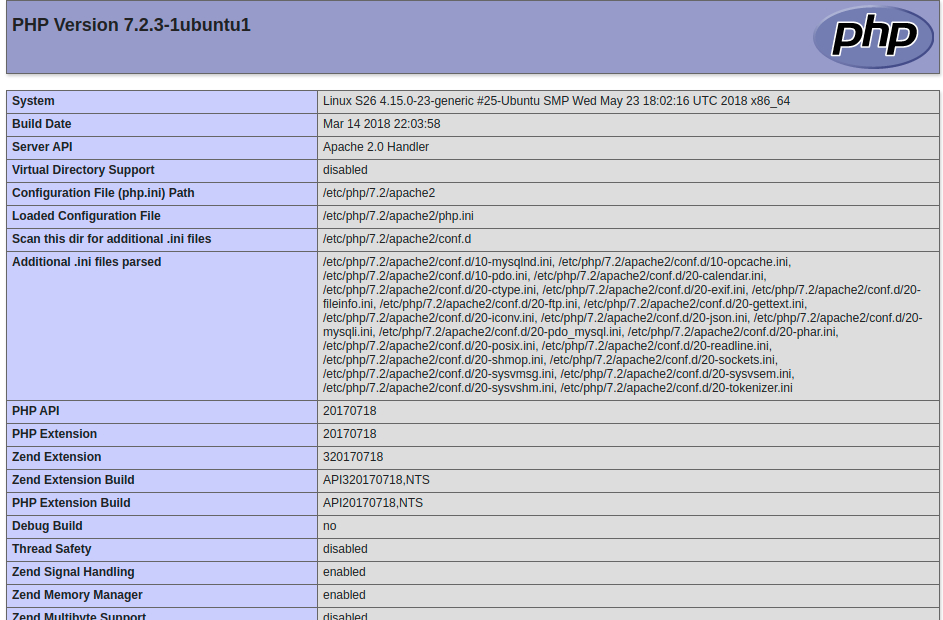 PHP Version 7.2.3-1ubuntu1
php
System Linux S26 4.15.0-23-generic #25-Ubuntu SMP Wed May 23 18:02:16 UTC 2018 x86_64
Build Date Mar 14 2018 22:03:58
Server API Apache 2.0 Handler
Virtual Directory Support disabled
Configuration File (php.ini) Path /etc/php/7.2/apache2
Loaded Configuration File /etc/php/7.2/apache2/php.ini
Scan this dir for additional .ini files /etc/php/7.2/apache2/conf.d
Additional .ini files parsed /etc/php/7.2/apache2/conf.d/10-mysqlnd.ini, /etc/php/7.2/apache2/conf.d/10-opcache.ini,
/etc/php/7.2/apache2/conf.d/10-pdo.ini, /etc/php/7.2/apache2/conf.d/20-calendar.ini,
/etc/php/7.2/apache2/conf.d/20-ctype.ini, /etc/php/7.2/apache2/conf.d/20-exif.ini, /etc/php/7.2/apache2/conf.d/20-
fileinfo.ini, /etc/php/7.2/apache2/conf.d/20-ftp.ini, /etc/php/7.2/apache2/conf.d/20-gettext.ini,
/etc/php/7.2/apache2/conf.d/20-iconv.ini, /etc/php/7.2/apache2/conf.d/20-json.ini, /etc/php/7.2/apache2/conf.d/20-
mysqli.ini, /etc/php/7.2/apache2/conf.d/20-pdo_mysql.ini, /etc/php/7.2/apache2/conf.d/20-phar.ini,
/etc/php/7.2/apache2/conf.d/20-posix.ini, /etc/php/7.2/apache2/conf.d/20-readline.ini,
/etc/php/7.2/apache2/conf.d/20-shmop.ini, /etc/php/7.2/apache2/conf.d/20-sockets.ini,
/etc/php/7.2/apache2/conf.d/20-sysvmsg.ini, /etc/php/7.2/apache2/conf.d/20-sysvsem.ini,
/etc/php/7.2/apache2/conf.d/20-sysvshm.ini, /etc/php/7.2/apache2/conf.d/20-tokenizer.ini
PHP API 20170718
PHP Extension 20170718
Zend Extension 320170718
Zend Extension Build API320170718,NTS
PHP Extension Build API20170718,NTS
Debug Build no
Thread Safety disabled
Zend Signal Handling enabled
Zend Memory Manager enabled
Zend Multibyte Support disabled